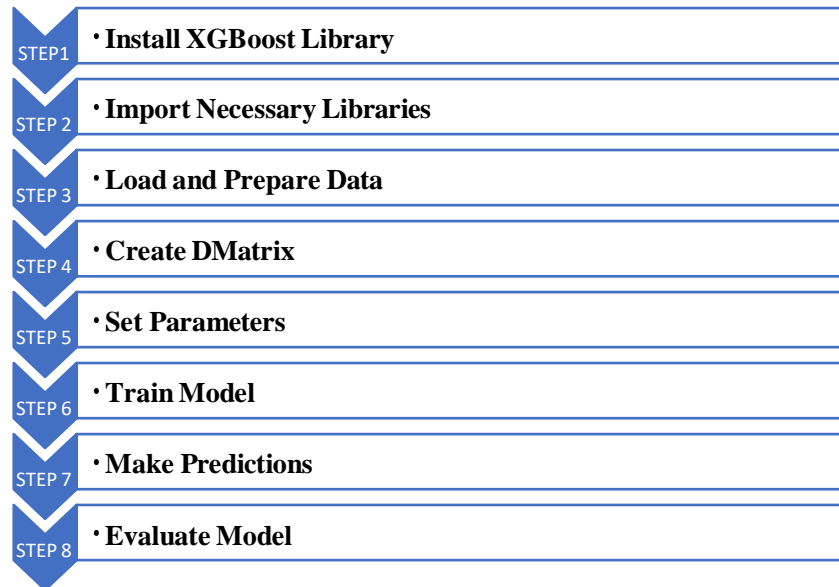 STEP1
· Install XGBoost Library
STEP 2
· Import Necessary Libraries
STEP 3
· Load and Prepare Data
STEP 4
· Create DMatrix
STEP 5
· Set Parameters
STEP 6
· Train Model
STEP 7
· Make Predictions
STEP 8
· Evaluate Model